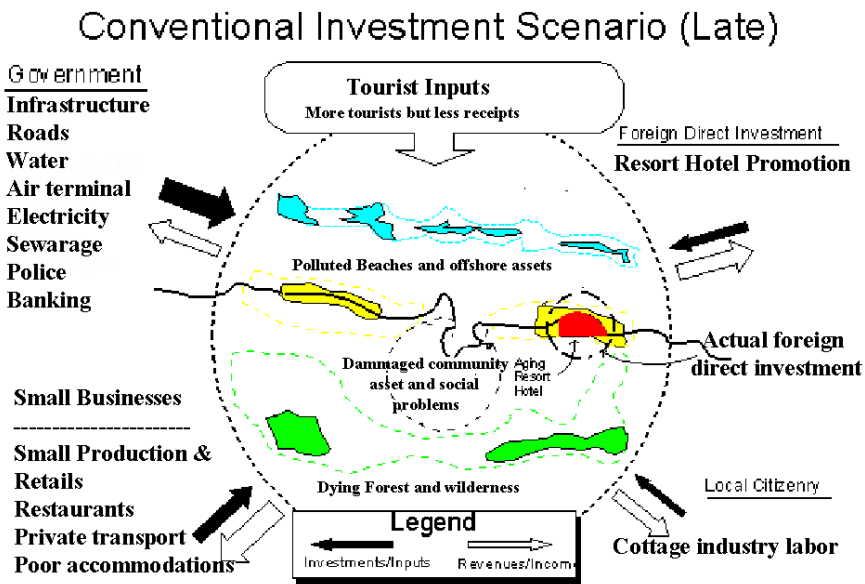 Conventional Investment Scenario (Late)
Government
Infrastructure
Roads
Water
Air terminal
Electricity
Sewarage
Police
Banking
Tourist Inputs
More tourists but less receipts
Foreign Direct Investment
Resort Hotel Promotion
Polluted Beaches and offshore assets
Dammaged community
asset and social
problems
Aging
Resort
Hotel
Actual foreign
direct investment
Small Businesses
------------------------
Small Production &
Retails
Restaurants
Private transport
Poor accommodations
Dying Forest and wilderness
Local Citizenry
Cottage industry labor
Legend
Investments/Inputs
Revenues/Income